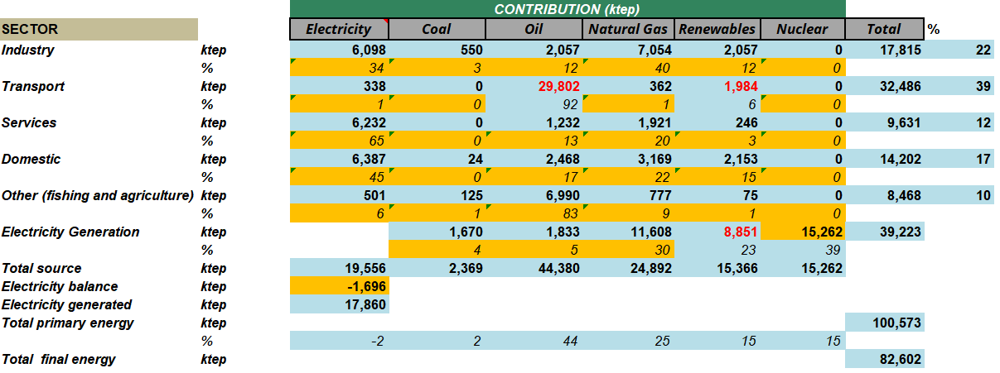 CONTRIBUTION (ktep)
SECTOR Electricity Coal Oil Natural Gas Renewables Nuclear Total %
Industry ktep 6,098 550 2,057 7,054 2,057 0 17,815 22
% 34 3 12 40 12 0
Transport ktep 338 0 29,802 362 1,984 0 32,486 39
% 1 0 92 1 6 0
Services ktep 6,232 0 1,232 1,921 246 0 9,631 12
% 65 0 13 20 3 0
Domestic ktep 6,387 24 2,468 3,169 2,153 0 14,202 17
% 45 0 17 22 15 0
Other (fishing and agriculture) ktep 501 125 6,990 777 75 0 8,468 10
% 6 1 83 9 1 0
Electricity Generation ktep 1,670 1,833 11,608 8,851 15,262 39,223
% 4 5 30 23 39
Total source ktep 19,556 2,369 44,380 24,892 15,366 15,262
Electricity balance ktep -1,696
Electricity generated ktep 17,860
Total primary energy ktep 100,573
% -2 2 44 25 15 15
Total final energy ktep 82,602